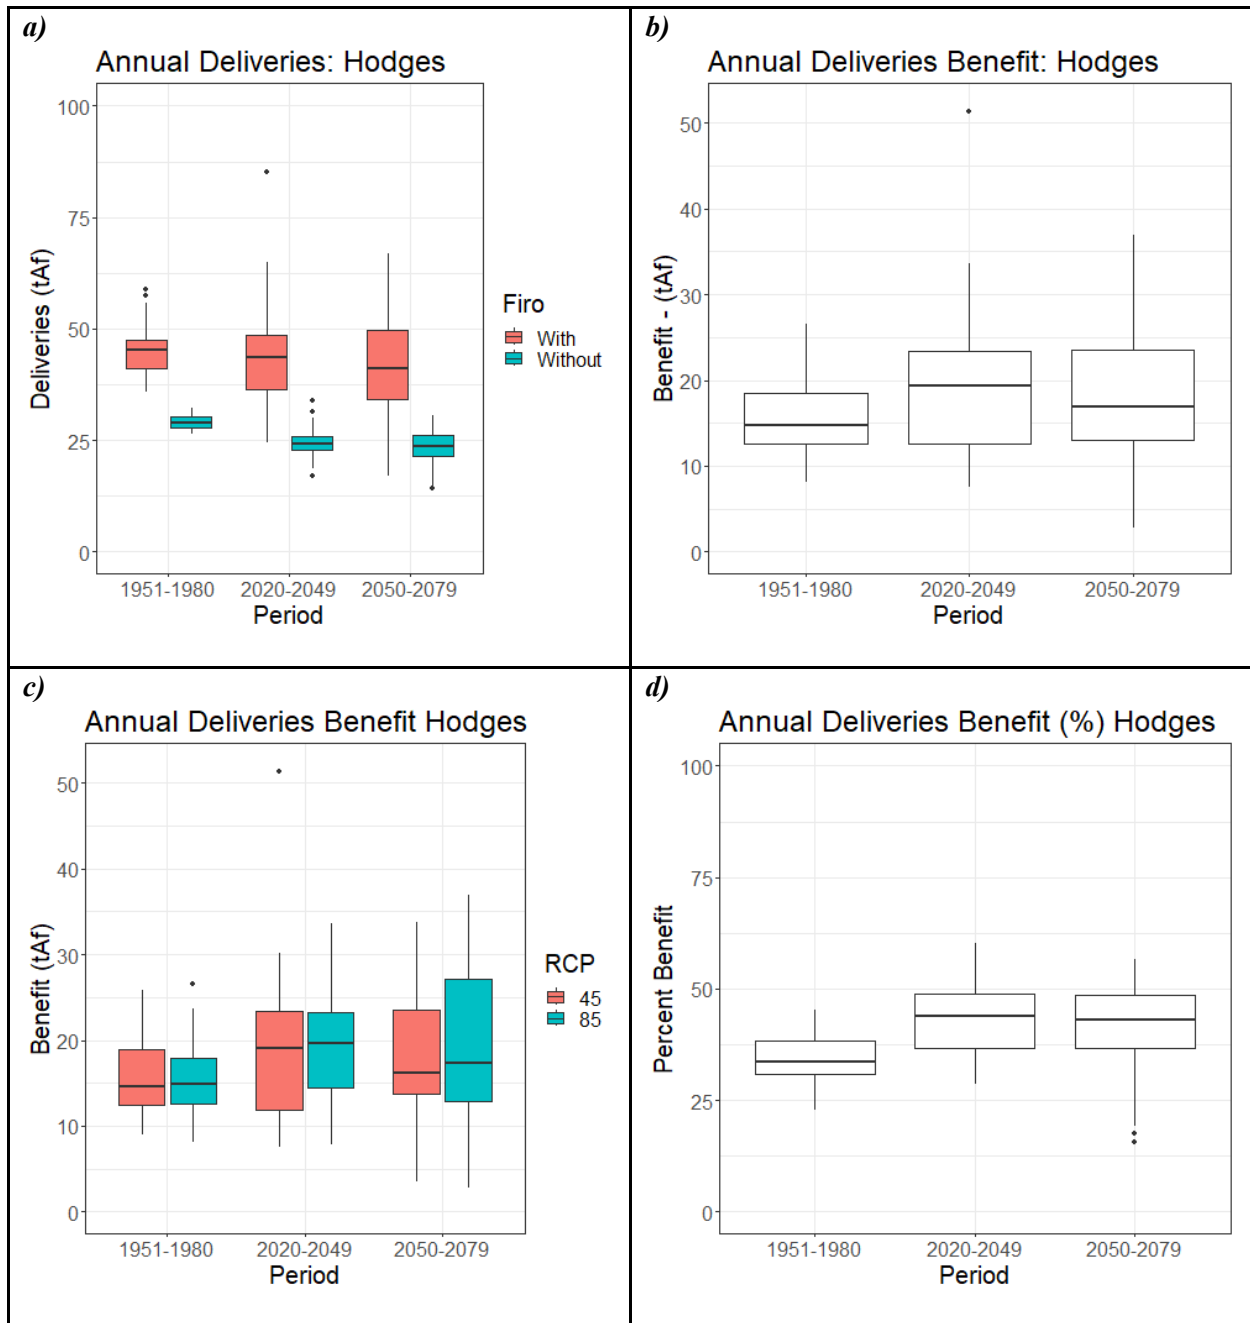 a)
Annual Deliveries: Hodges
100
75
50
25
0
Deliveries (tAf)
1951-1980 2020-2049 2050-2079
Period
Firo
With
Without
b)
Annual Deliveries Benefit: Hodges
50
40
30
20
10
0
Benefit - (tAf)
1951-1980 2020-2049 2050-2079
Period
c)
Annual Deliveries Benefit Hodges
50
40
30
20
10
0
Benefit (tAf)
1951-1980 2020-2049 2050-2079
Period
RCP
45
85
d)
Annual Deliveries Benefit (%) Hodges
100
75
50
25
0
Percent Benefit
1951-1980 2020-2049 2050-2079
Period